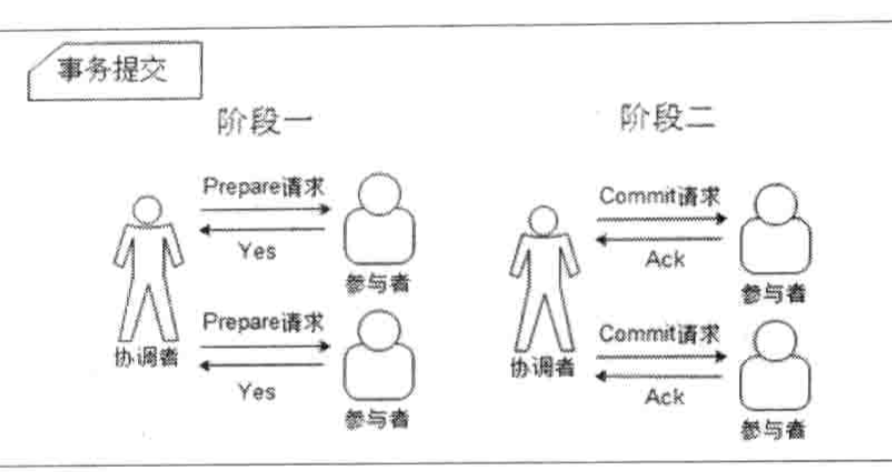 事务提交
阶段一
Prepare请求
Yes
参与者
Prepare请求
协调者
Yes
参与者
阶段二
Commit请求
Ack
参与者
Commit请求
协调者
Ack
参与者